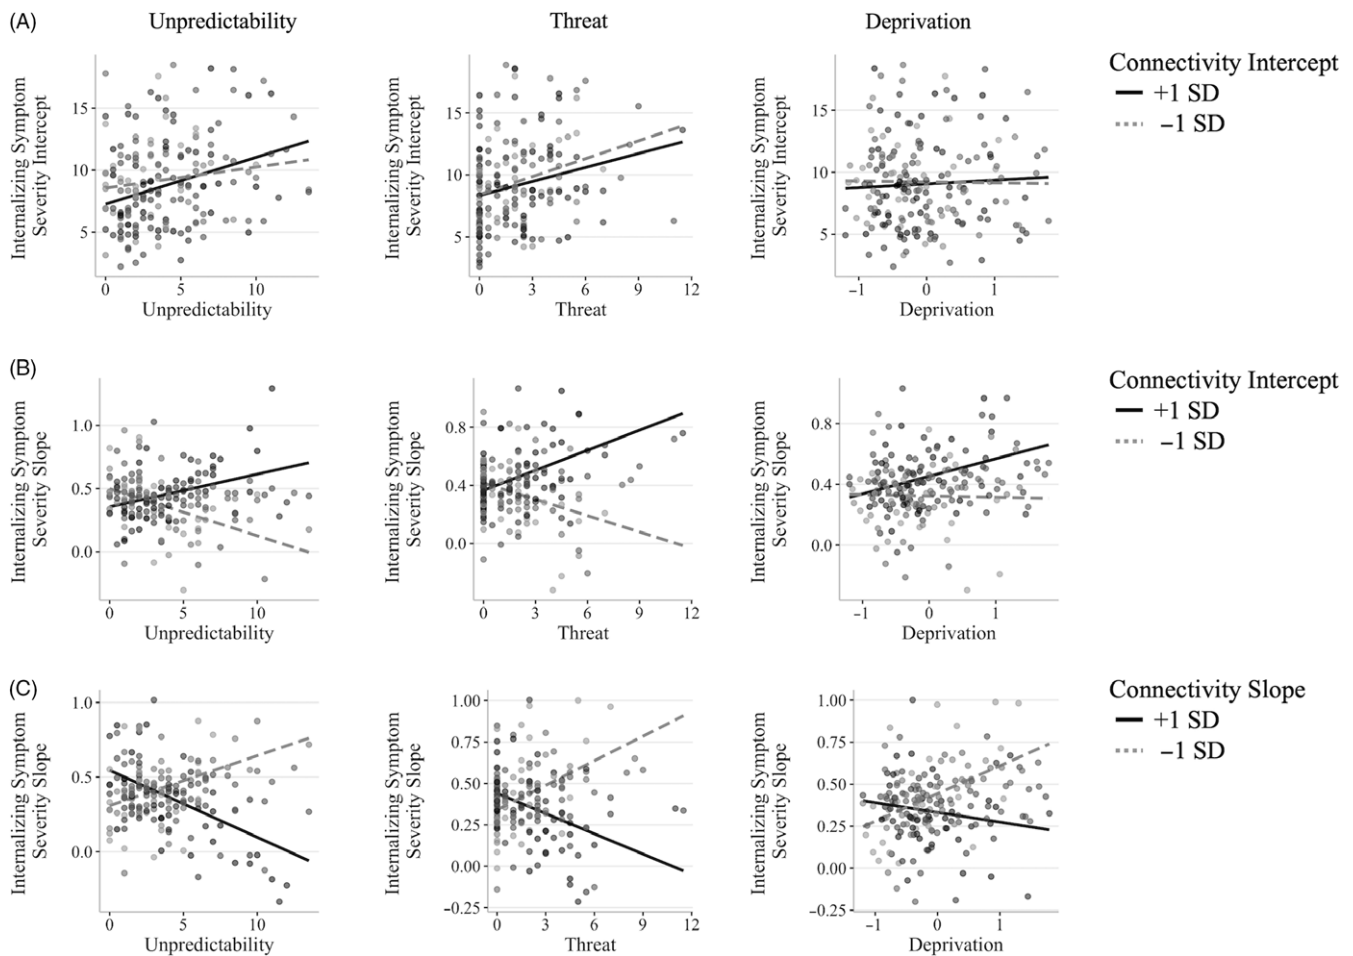 (A)
Unpredictability
Threat
Deprivation
Internalizing Symptom
Severity Intercept
15
10
5
0
5
10
Unpredictability
Internalizing Symptom
Severity Intercept
15
10
5
0
3
6
9
12
Threat
Internalizing Symptom
Severity Intercept
15
10
5
−1
0
1
Deprivation
Connectivity Intercept
+1 SD
−1 SD
(B)
Internalizing Symptom
Severity Slope
1.0
0.5
0.0
0
5
10
Unpredictability
Internalizing Symptom
Severity Slope
0.8
0.4
0.0
0
3
6
9
12
Threat
Internalizing Symptom
Severity Slope
0.8
0.4
0.0
−1
0
1
Deprivation
Connectivity Intercept
+1 SD
−1 SD
(C)
Internalizing Symptom
Severity Slope
1.0
0.5
0.0
0
5
10
Unpredictability
Internalizing Symptom
Severity Slope
1.00
0.75
0.50
0.25
0.00
−0.25
0
3
6
9
12
Threat
Internalizing Symptom
Severity Slope
1.00
0.75
0.50
0.25
0.00
−0.25
−1
0
1
Deprivation
Connectivity Slope
+1 SD
−1 SD